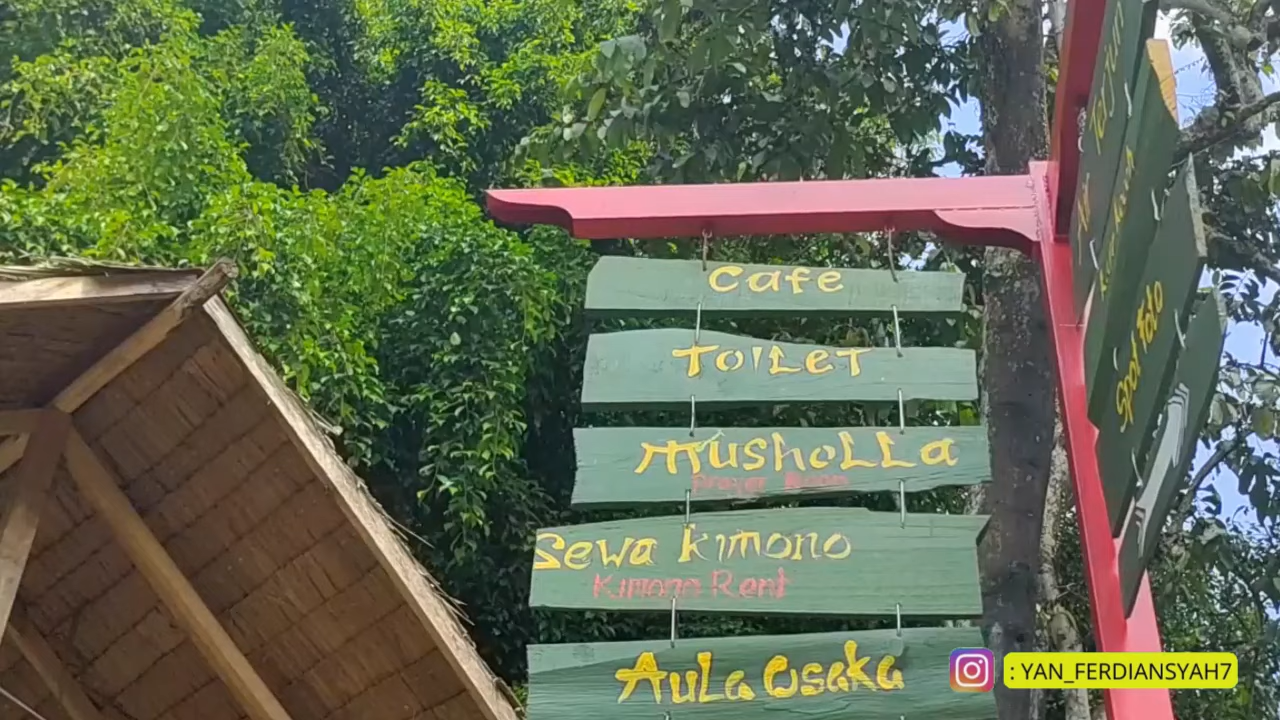 Cafe
TOILET
MushoLLa
Prayer Room
Sewa kimono
Kimono Rent
AuLa Osaka
Spot foto
: YAN_FERDIANSYAH7